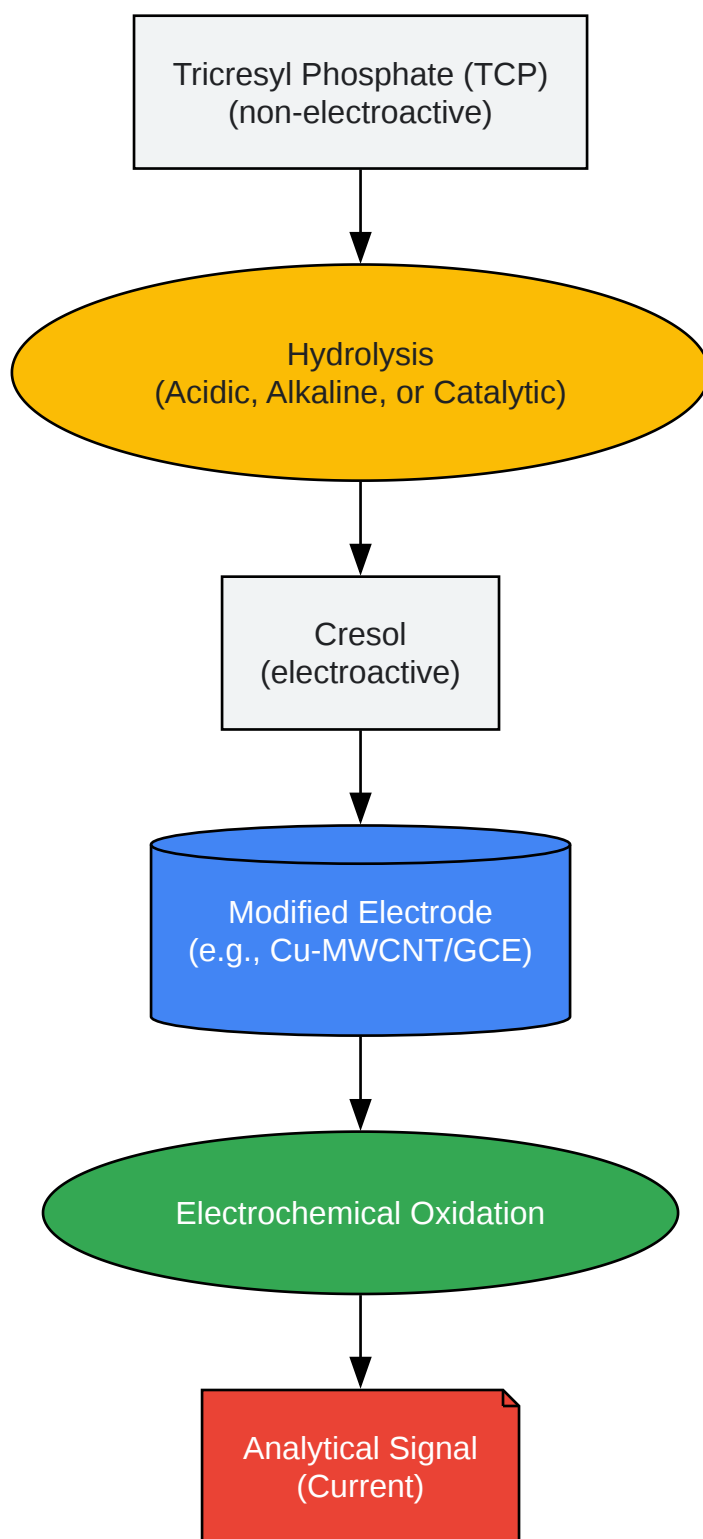 Tricresyl Phosphate (TCP)
(non-electroactive)
Hydrolysis
(Acidic, Alkaline, or Catalytic)
Cresol
(electroactive)
Modified Electrode
(e.g., Cu-MWCNT/GCE)
Electrochemical Oxidation
Analytical Signal
(Current)